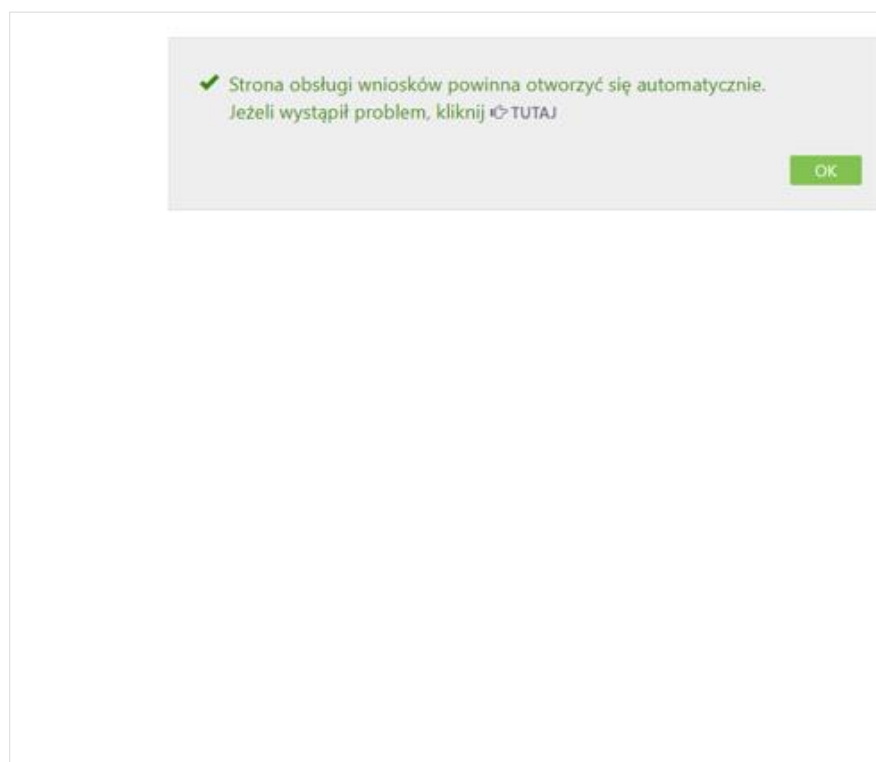 Strona obsługi wniosków powinna otworzyć się automatycznie.
Jeżeli wystąpił problem, kliknij TUTAJ
OK